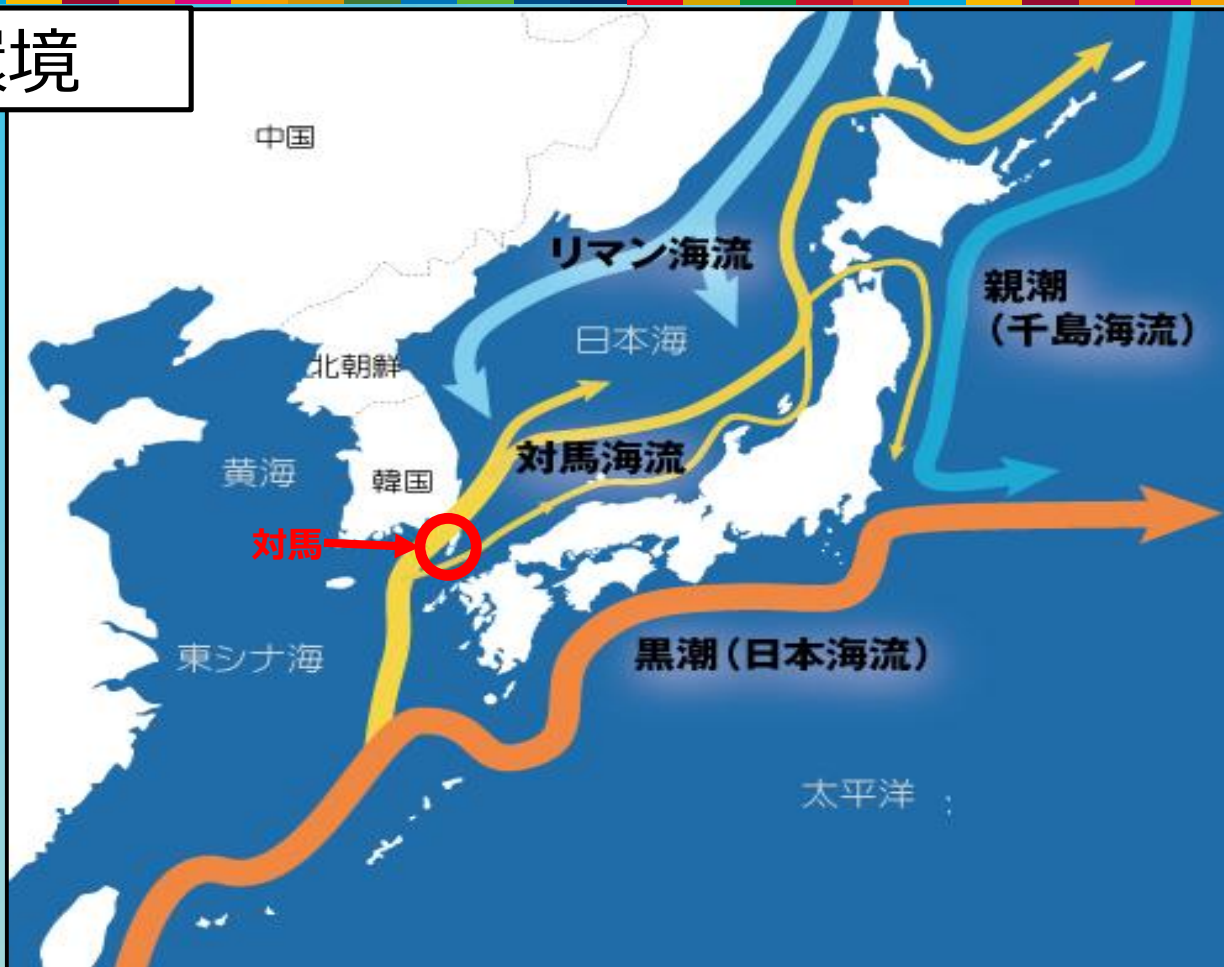 環境
中国
リマン海流
親潮
（千島海流）
日本海
北朝鮮
対馬海流
黄海
韓国
対馬
黒潮（日本海流）
東シナ海
太平洋